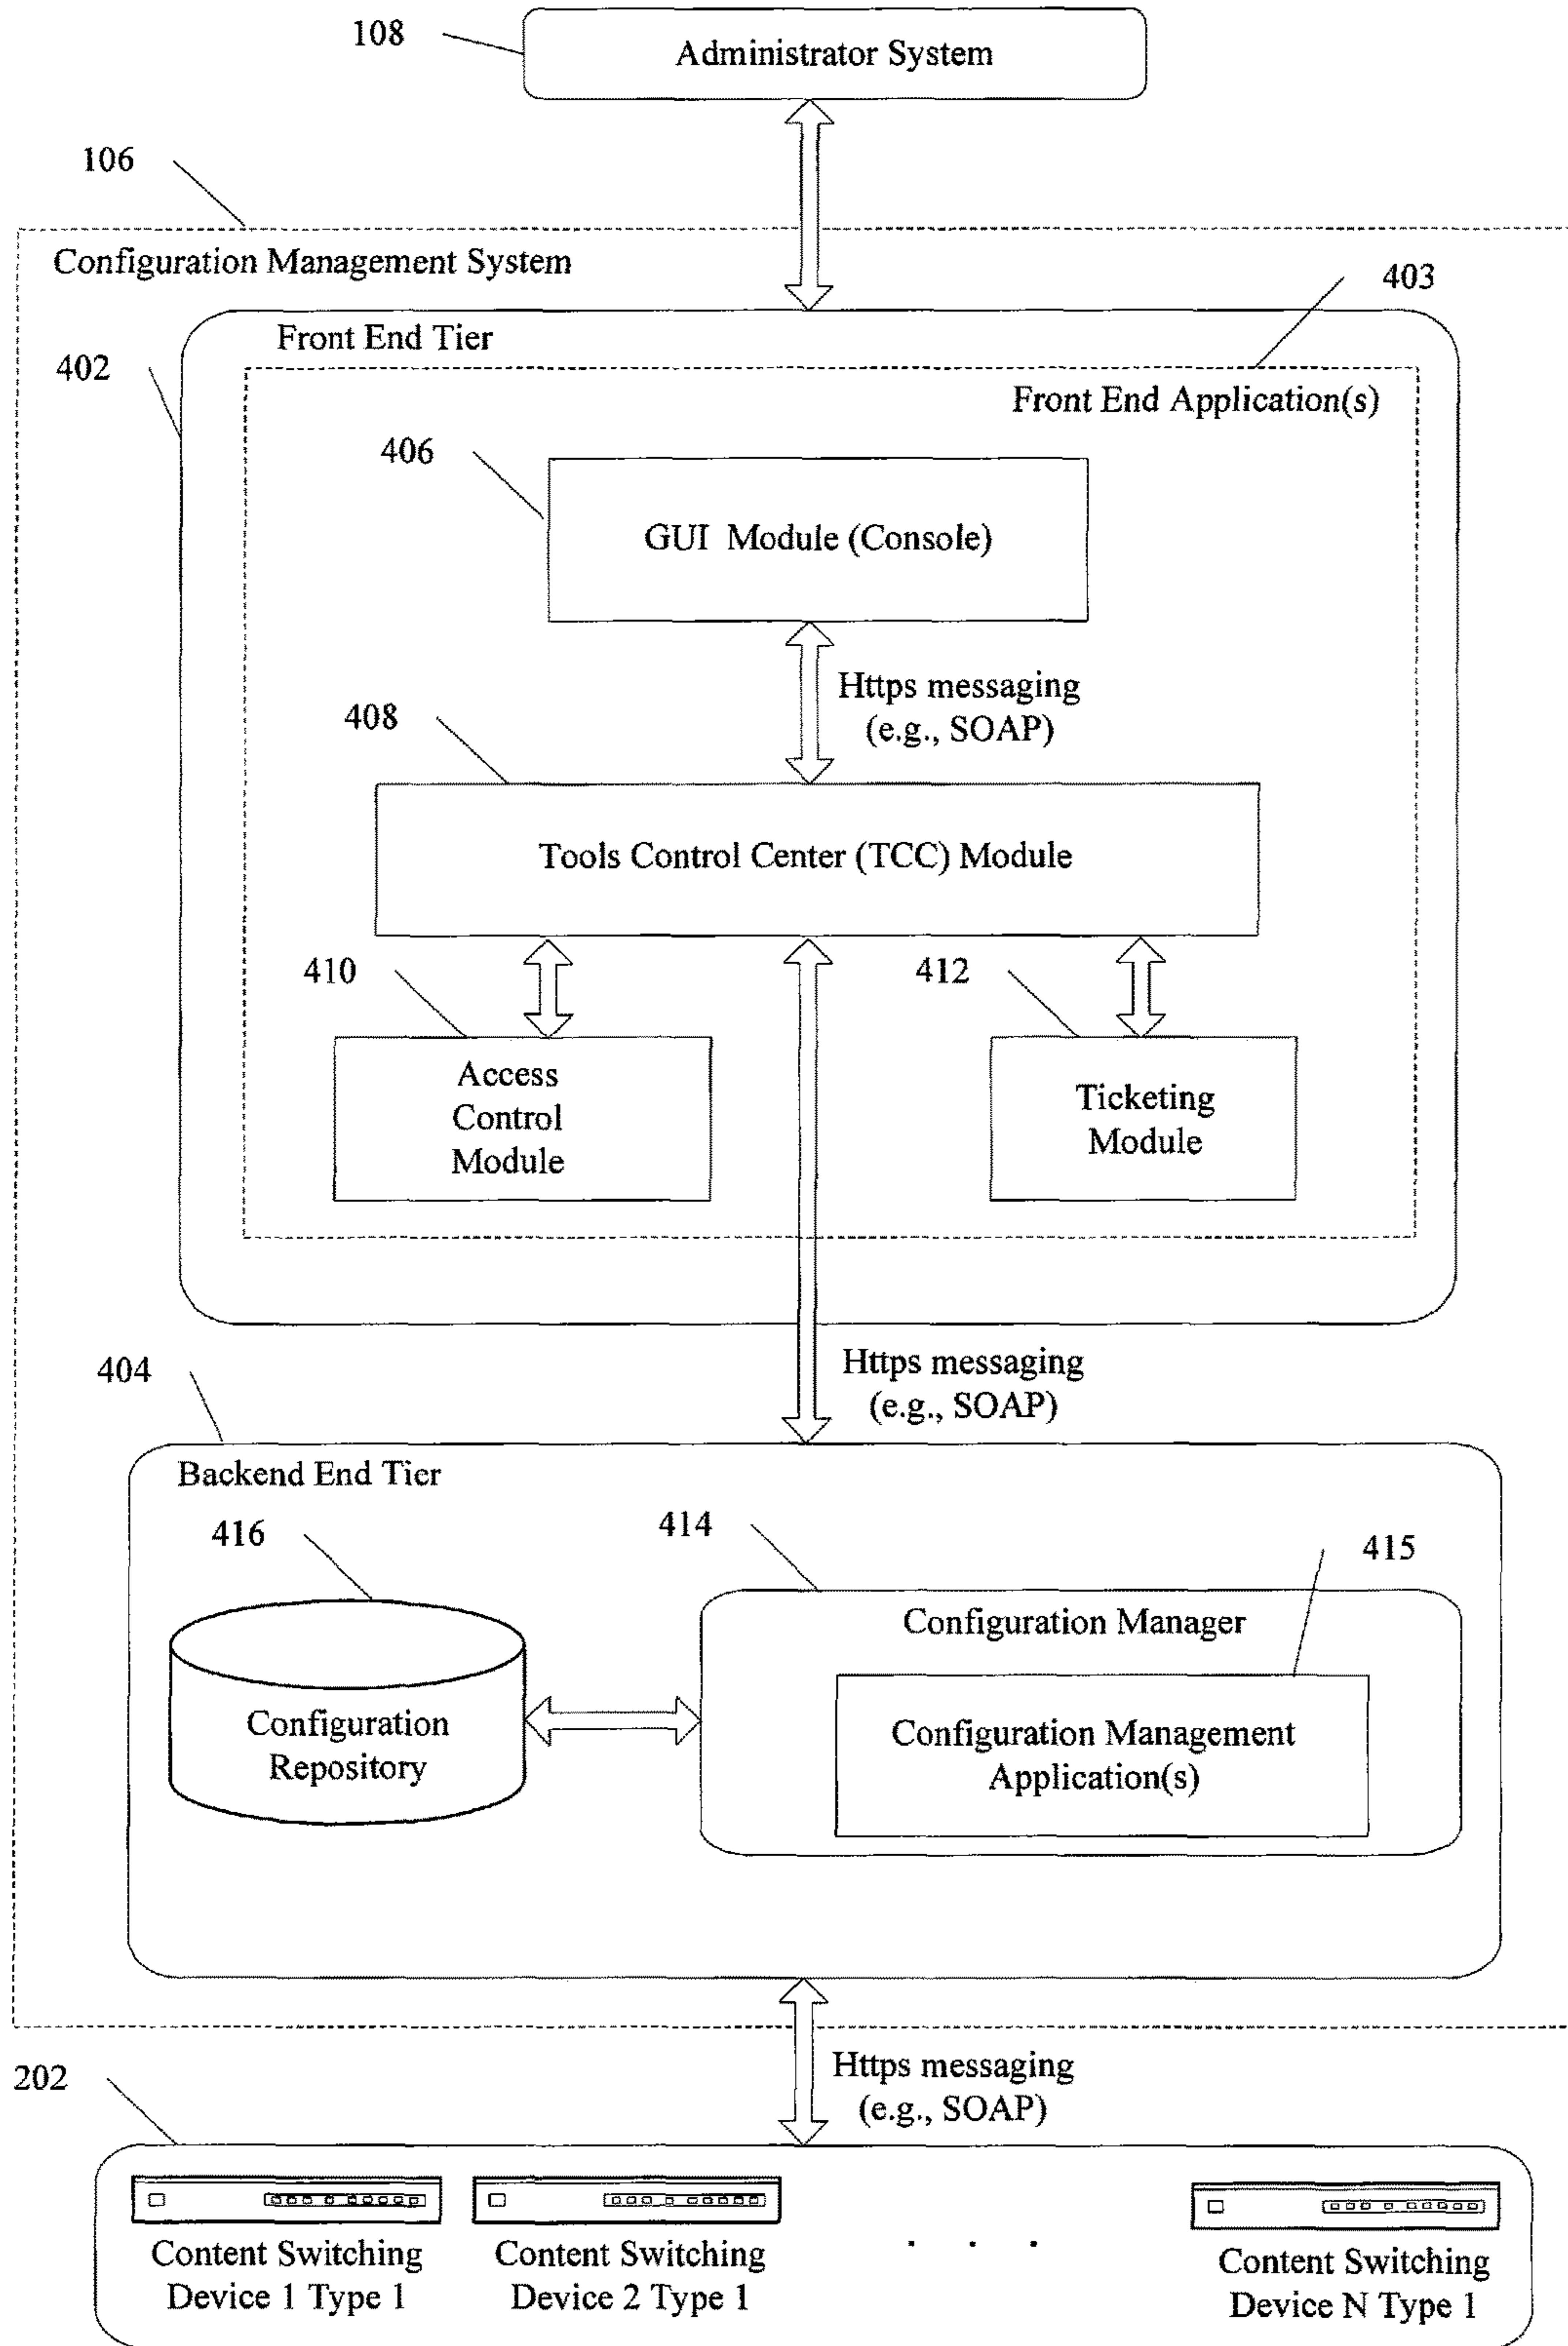 108
Administrator System
106
Configuration Management System
403
Front End Tier
402
Front End Application(s)
406
GUI Module (Console)
Https messaging
(e.g., SOAP)
408
Tools Control Center (TCC) Module
410
412
Access
Control
Module
Ticketing
Module
Https messaging
(e.g., SOAP)
404
Backend End Tier
416
414
415
Configuration Manager
Configuration
Repository
Configuration Management
Application(s)
202
Https messaging
(e.g., SOAP)
Content Switching
Device 1 Type 1
Content Switching
Device 2 Type 1
. . .
Content Switching
Device N Type 1